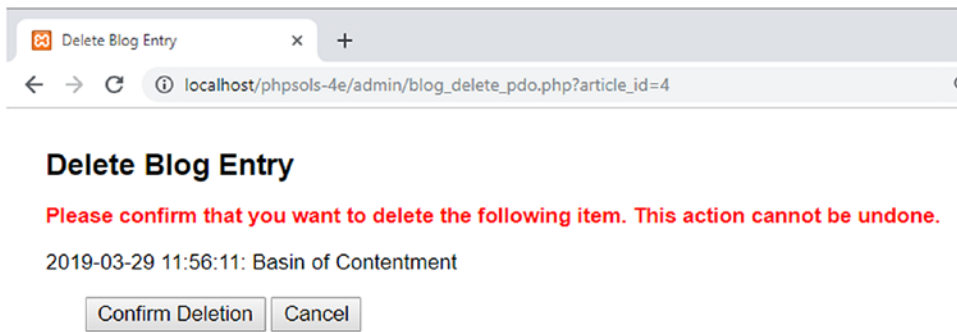 Delete Blog Entry
localhost/phpsols-4e/admin/blog_delete_pdo.php?article_id=4
Delete Blog Entry
Please confirm that you want to delete the following item. This action cannot be undone.
2019-03-29 11:56:11: Basin of Contentment
Confirm Deletion Cancel